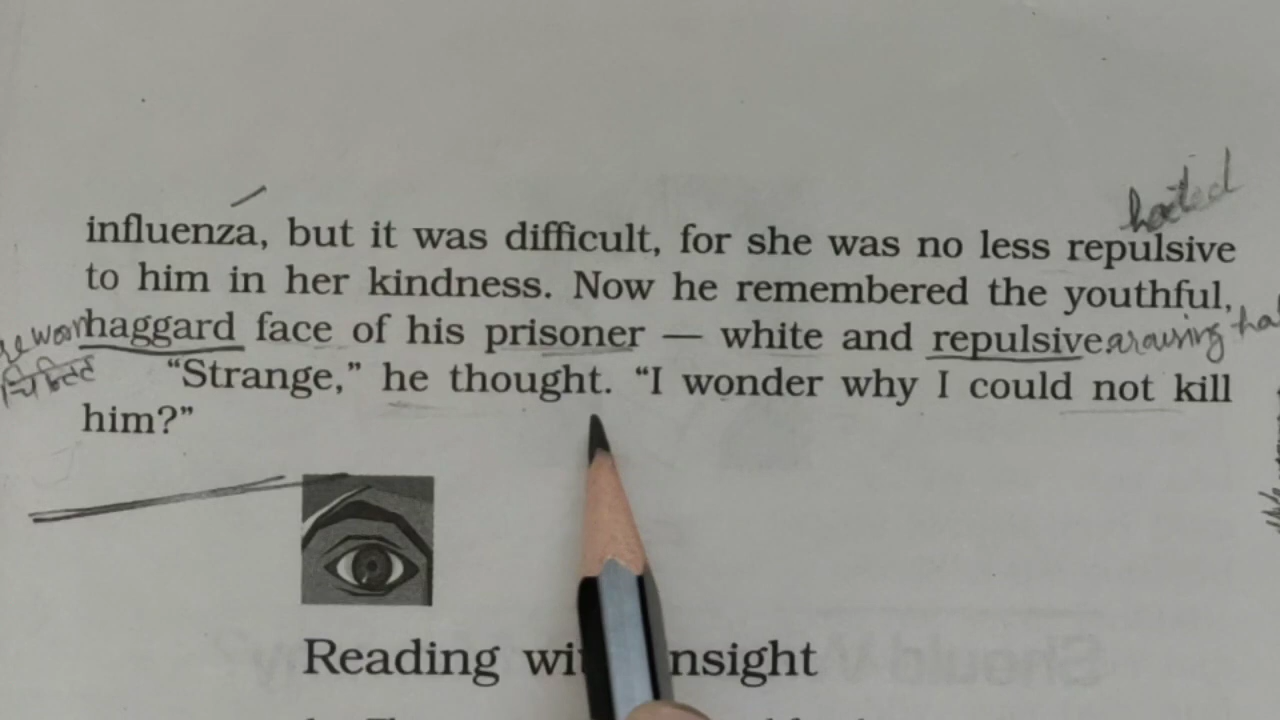 hated
influenza, but it was difficult, for she was no less repulsive
to him in her kindness. Now he remembered the youthful,
haggard face of his prisoner — white and repulsive. arousing
“Strange,” he thought. “I wonder why I could not kill
him?”
Reading